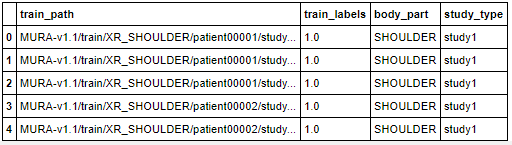 train_path train_labels body_part study_type
0 MURA-v1.1/train/XR_SHOULDER/patient00001/study... 1.0 SHOULDER study1
1 MURA-v1.1/train/XR_SHOULDER/patient00001/study... 1.0 SHOULDER study1
2 MURA-v1.1/train/XR_SHOULDER/patient00001/study... 1.0 SHOULDER study1
3 MURA-v1.1/train/XR_SHOULDER/patient00002/study... 1.0 SHOULDER study1
4 MURA-v1.1/train/XR_SHOULDER/patient00002/study... 1.0 SHOULDER study1